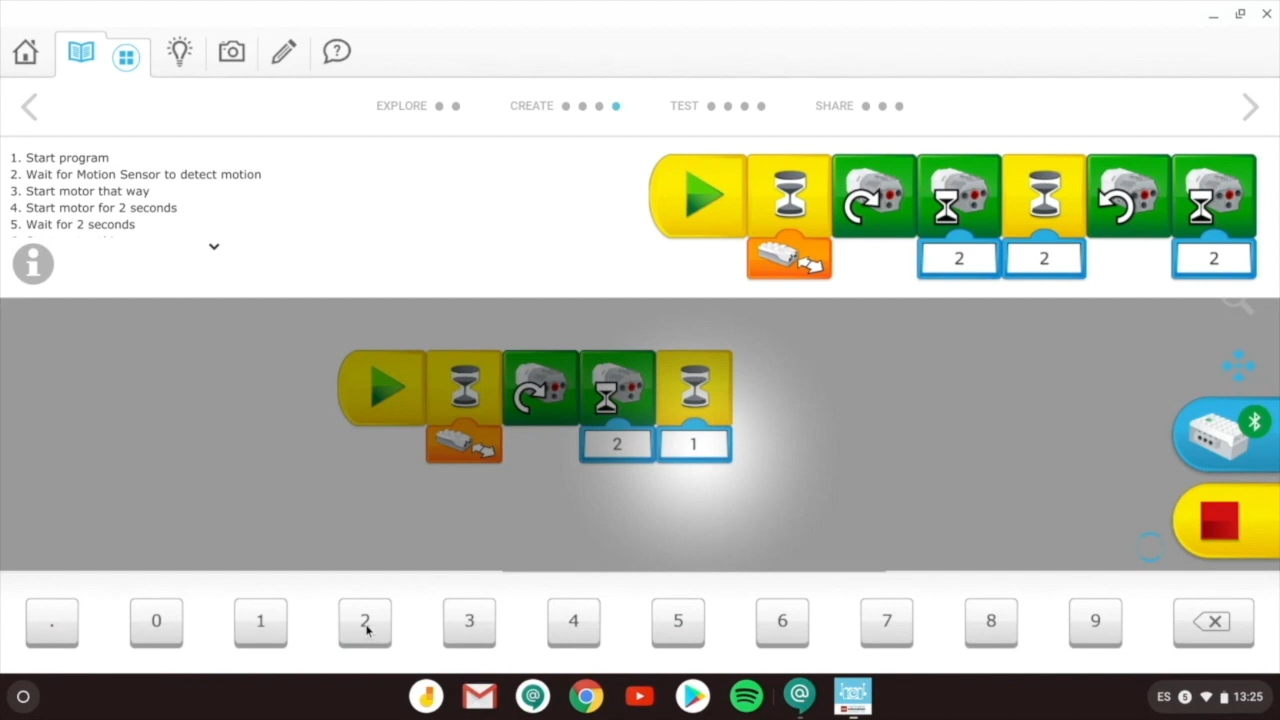 EXPLORE CREATE TEST SHARE
1. Start program
2. Wait for Motion Sensor to detect motion
3. Start motor that way
4. Start motor for 2 seconds
5. Wait for 2 seconds
2 2 2
2 1
. 0 1 2 3 4 5 6 7 8 9
ES 5 13:25